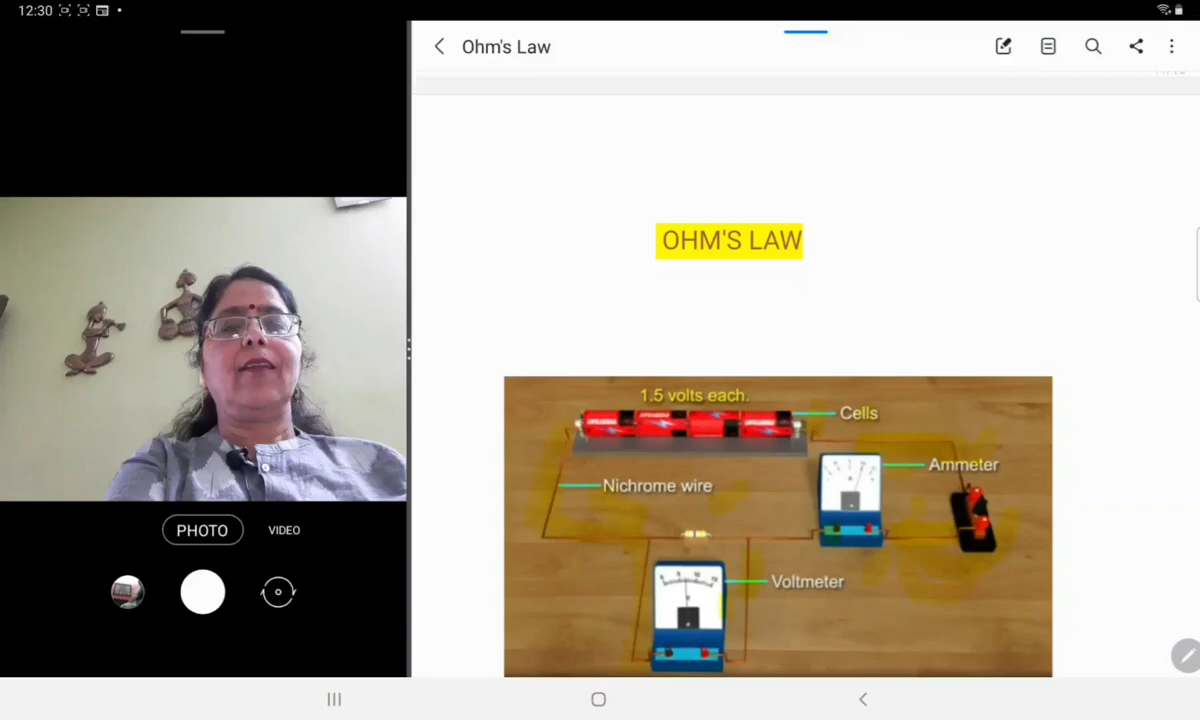 12:30
Ohm's Law
OHM'S LAW
1.5 volts each.
Cells
Ammeter
Nichrome wire
Voltmeter
PHOTO
VIDEO